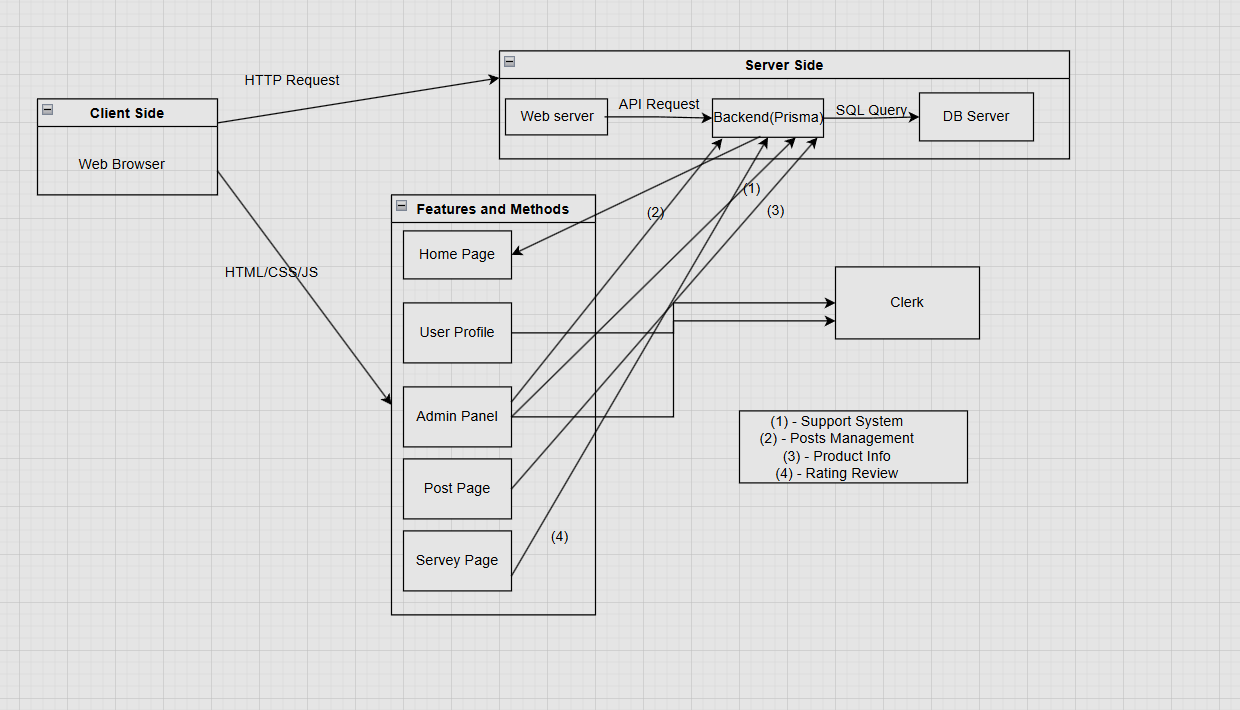 Server Side
HTTP Request
Client Side
Web Browser
Web server
API Request
Backend(Prisma)
SQL Query
DB Server
(1)
(2)
(3)
Features and Methods
Home Page
HTML/CSS/JS
User Profile
Clerk
Admin Panel
Post Page
Servey Page
(4)
(1) - Support System
(2) - Posts Management
(3) - Product Info
(4) - Rating Review